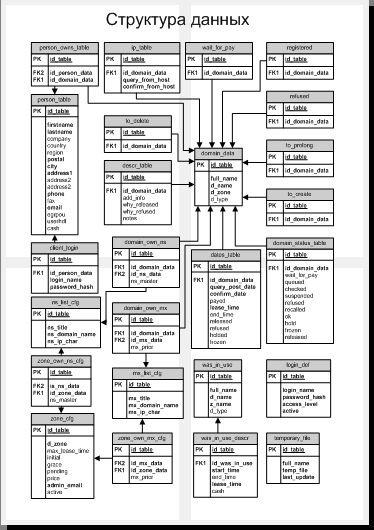 Структура данных
person_owns_table
PK id_table
FK2 id_person_data
FK1 id_domain_data
ip_table
PK id_table
FK1 id_domain_data
query_from_host
confirm_from_host
wait_for_pay
PK id_table
FK1 id_domain_data
registered
PK id_table
FK1 id_domain_data
person_table
PK id_table
firstname
lastname
company
country
region
postal
city
address1
address2
address2
phone
fax
email
egrpou
userhdl
cash
to_delete
PK id_table
FK1 id_domain_data
refused
PK id_table
FK1 id_domain_data
descr_table
PK id_table
FK1 id_domain_data
add_info
why_released
why_refused
notes
domain_data
PK id_table
full_name
d_name
d_zone
d_type
to_prolong
PK id_table
FK1 id_domain_data
to_create
PK id_table
FK1 id_domain_data
client_login
PK id_table
FK1 id_person_data
login_name
password_hash
domain_own_ns
PK id_table
FK1 id_domain_data
FK2 id_ns_data
ns_master
dates_table
PK id_table
FK1 id_domain_data
query_post_date
confirm_date
payed
lease_time
end_time
released
refused
holded
frozen
domain_status_table
PK id_table
FK1 id_domain_data
wait_for_pay
queued
checked
suspended
refused
recalled
ok
hold
frozen
released
ns_list_cfg
PK id_table
ns_title
ns_domain_name
ns_ip_char
domain_own_mx
PK id_table
FK1 id_domain_data
FK2 id_mx_data
mx_prior
zone_own_ns_cfg
PK id_table
FK2 is_ns_data
FK1 id_zone_data
ns_master
mx_list_cfg
PK id_table
mx_title
mx_domain_name
mx_ip_char
was_in_use
PK id_table
full_name
d_name
z_name
d_type
login_def
PK id_table
login_name
password_hash
access_level
active
zone_cfg
PK id_table
d_zone
max_lease_time
initial
grace
pending
price
admin_email
active
zone_own_mx_cfg
PK id_table
FK2 id_mx_data
FK1 id_zone_data
mx_prior
was_in_use_descr
PK id_table
FK1 id_was_in_use
start_time
end_time
lease_time
cash
temporary_file
PK id_table
full_name
temp_file
last_update